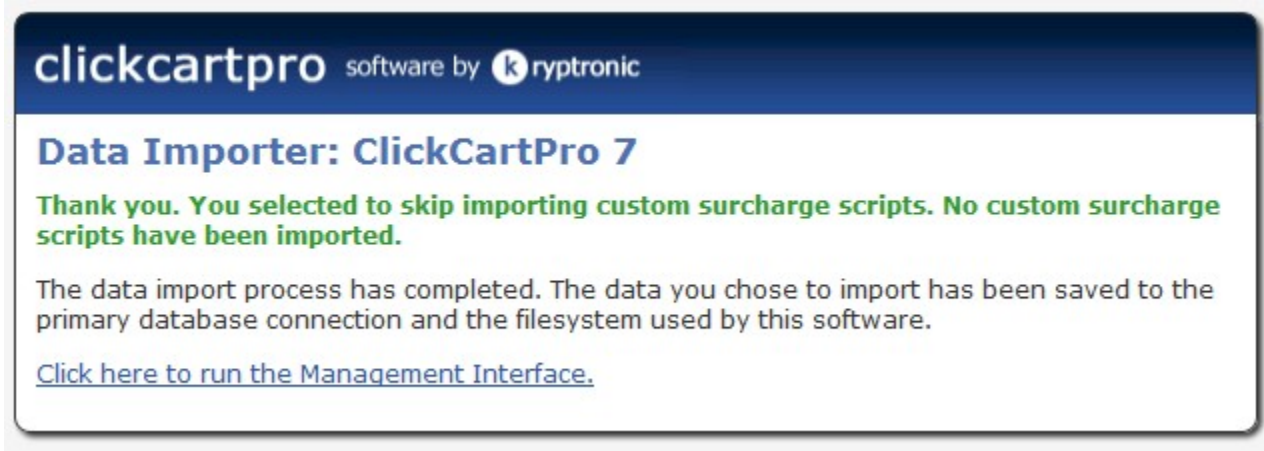 clickcartpro software by kryptronic
Data Importer: ClickCartPro 7
Thank you. You selected to skip importing custom surcharge scripts. No custom surcharge
scripts have been imported.
The data import process has completed. The data you chose to import has been saved to the
primary database connection and the filesystem used by this software.
Click here to run the Management Interface.